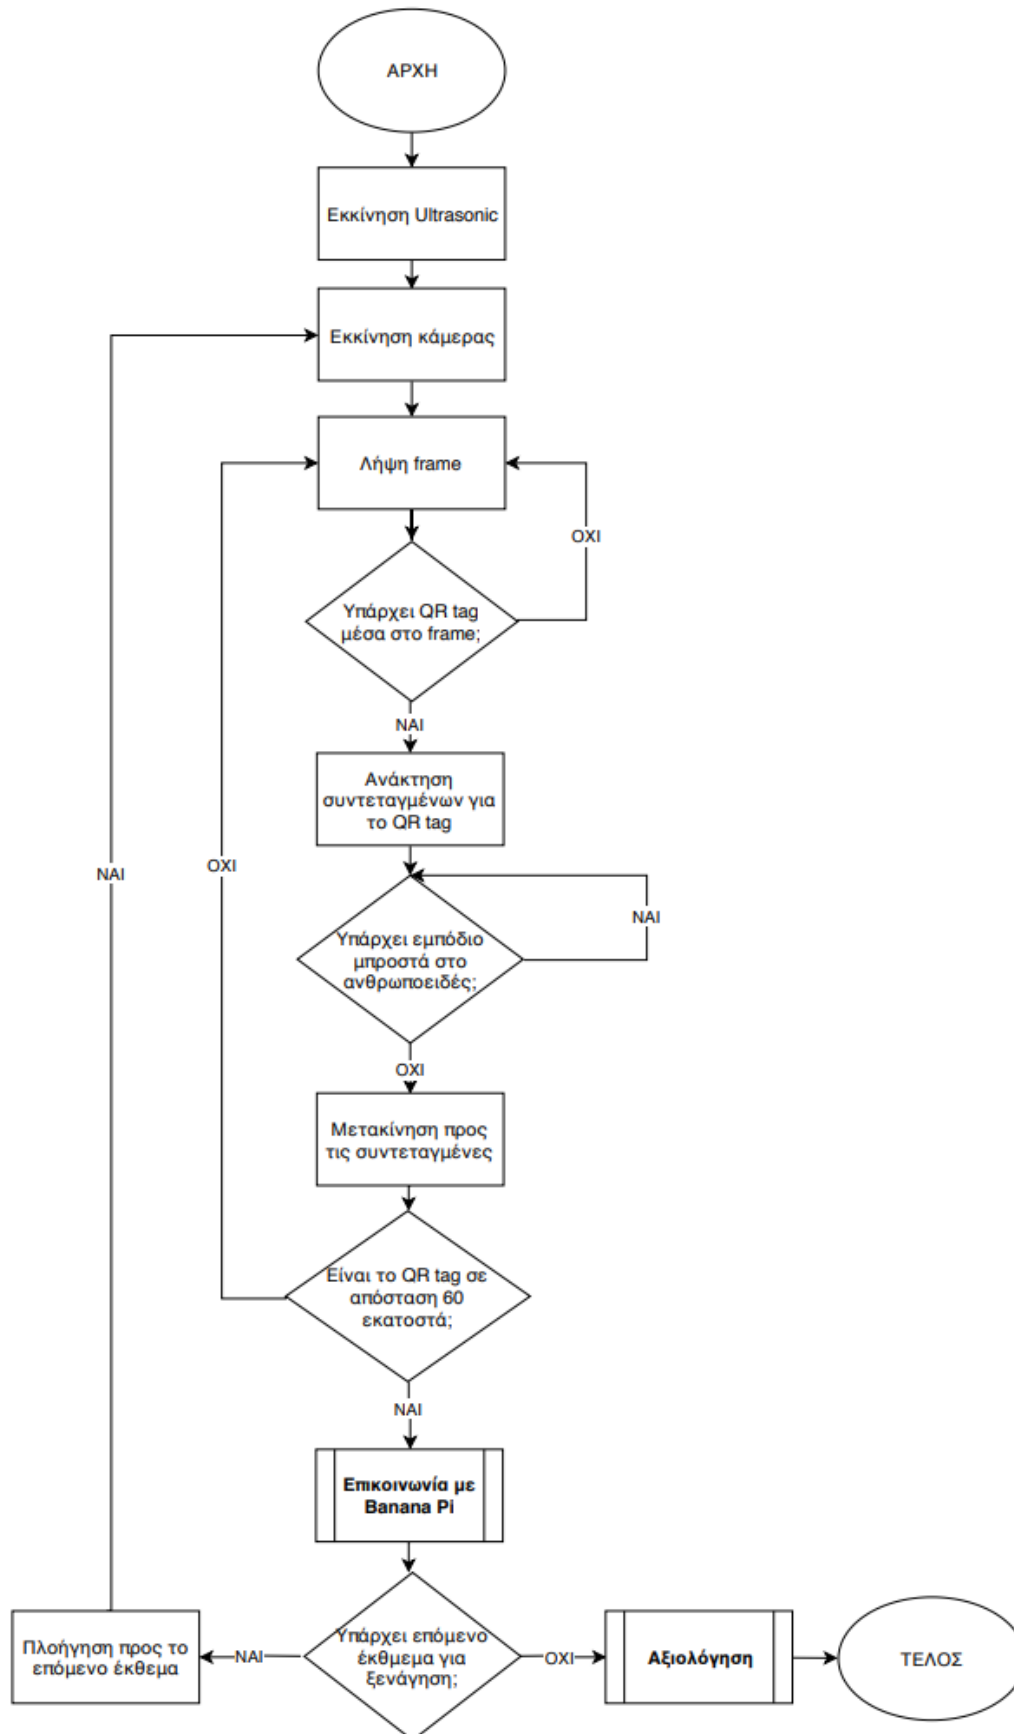 ΑΡΧΗ
Εκκίνηση Ultrasonic
Εκκίνηση κάμερας
Λήψη frame
ΟΧΙ
Υπάρχει QR tag
μέσα στο frame;
ΝΑΙ
Ανάκτηση
συντεταγμένων για
το QR tag
ΟΧΙ
ΝΑΙ
ΝΑΙ
Υπάρχει εμπόδιο
μπροστά στο
ανθρωποειδές;
ΟΧΙ
Μετακίνηση προς
τις συντεταγμένες
Είναι το QR tag σε
απόσταση 60
εκατοστά;
ΝΑΙ
Επικοινωνία με
Banana Pi
Πλοήγηση προς το
επόμενο έκθεμα
ΝΑΙ
Υπάρχει επόμενο
έκθμεμα για
ξενάγηση;
ΟΧΙ
Αξιολόγηση
ΤΕΛΟΣ